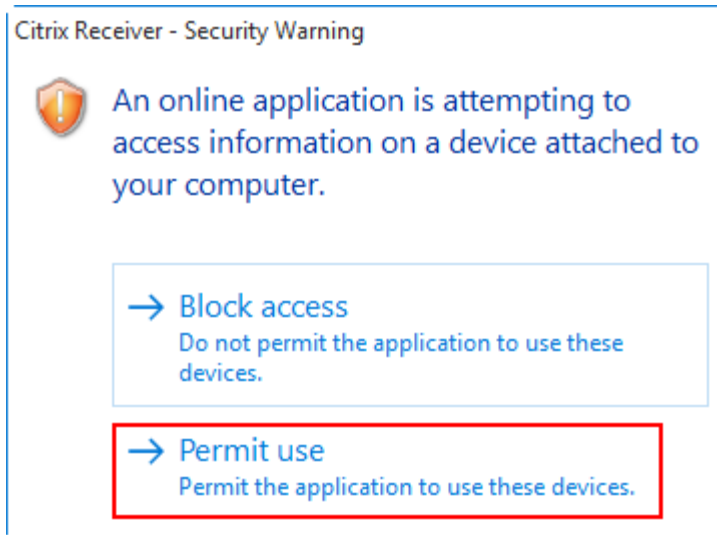 Citrix Receiver - Security Warning
An online application is attempting to
access information on a device attached to
your computer.
Block access
Do not permit the application to use these
devices.
Permit use
Permit the application to use these devices.